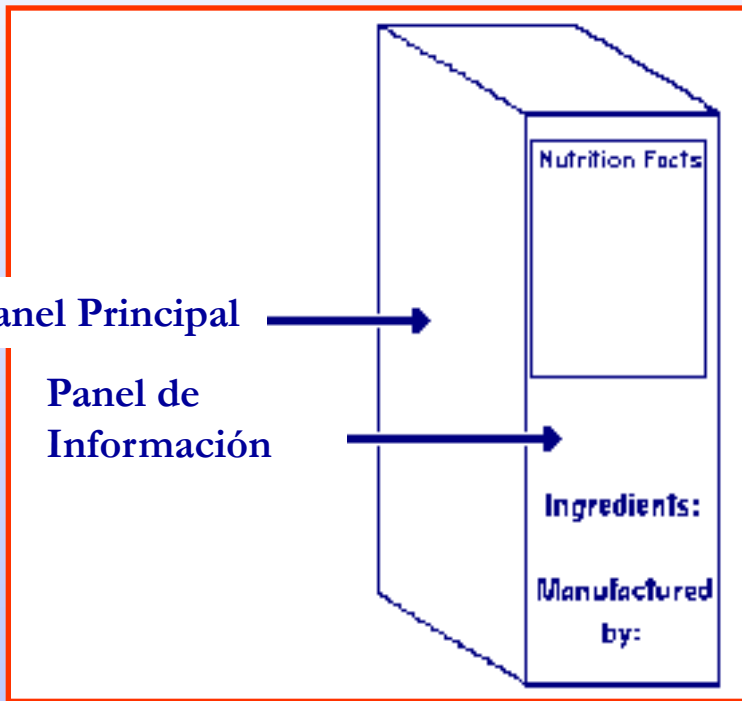 Nutrition Facts
anel Principal
Panel de
Información
Ingredients:
Manufactured
by: